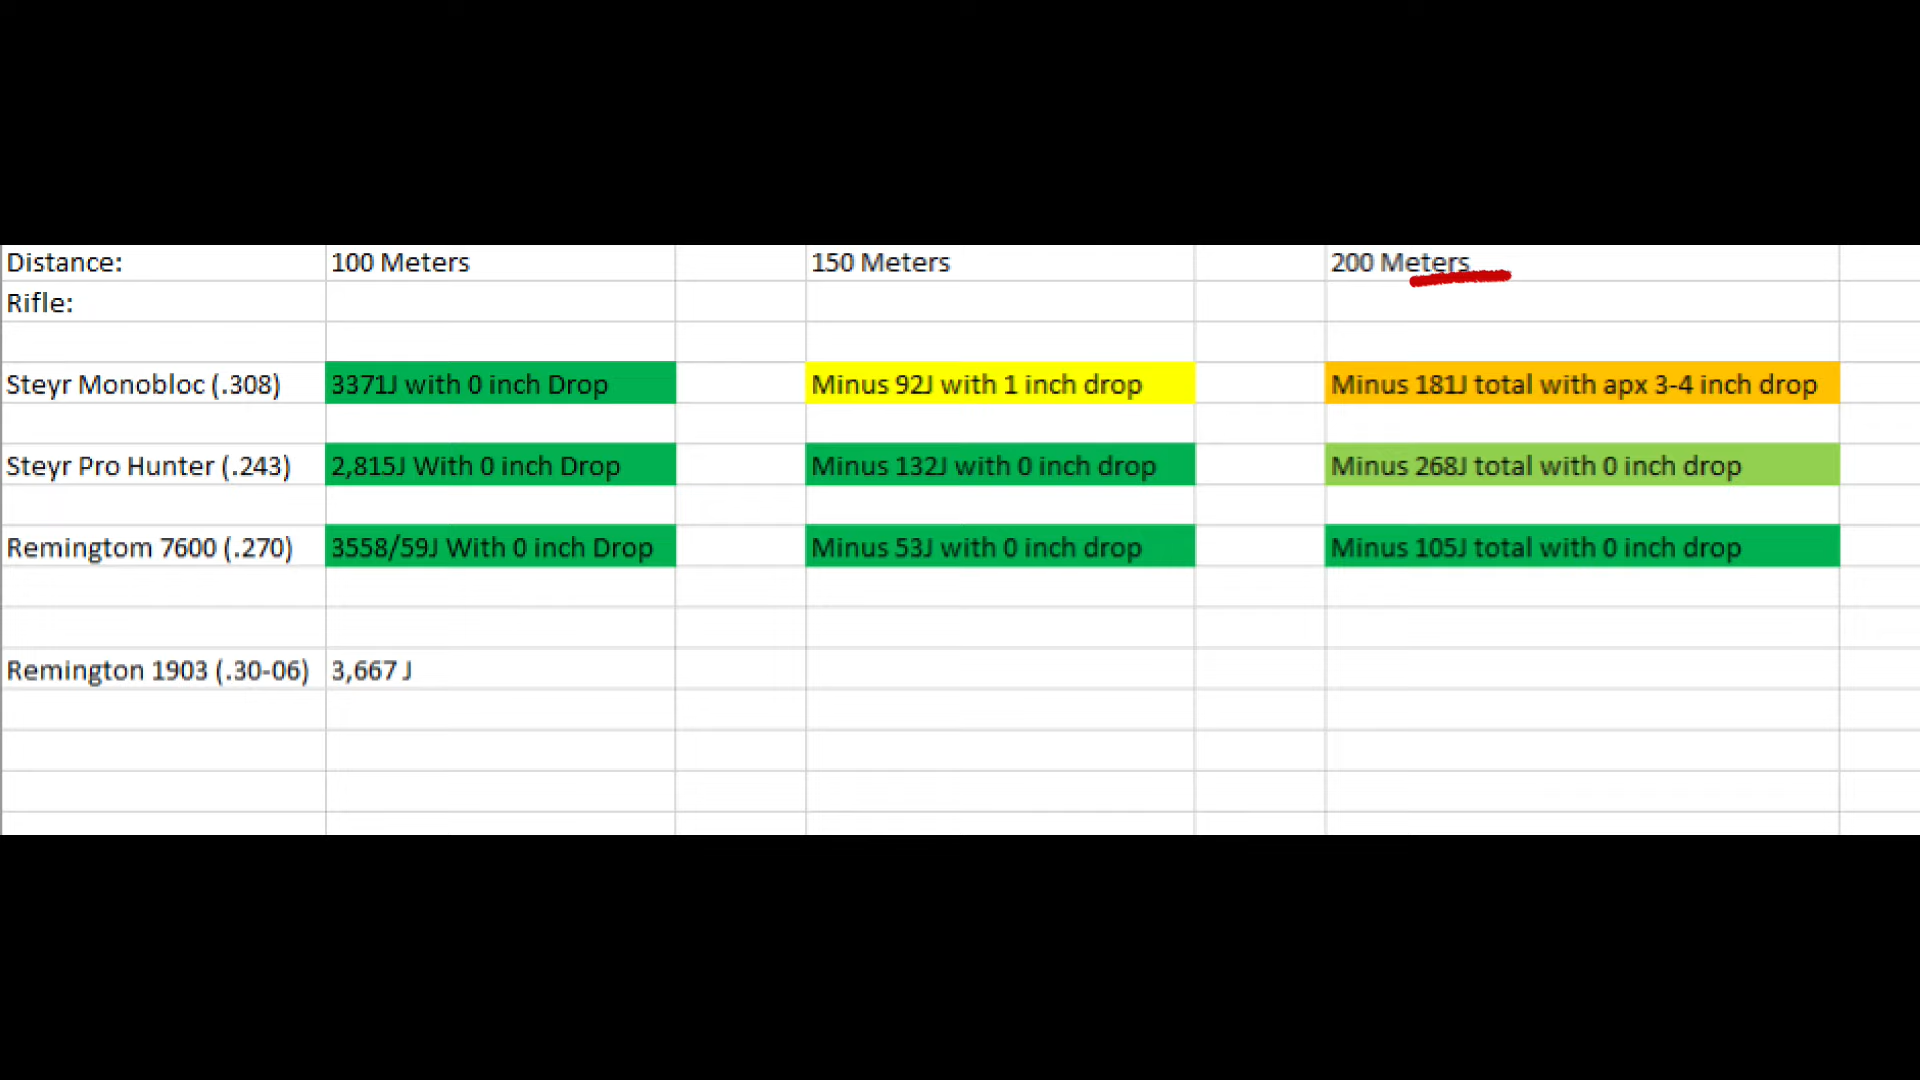 Distance: 100 Meters 150 Meters 200 Meters
Rifle:
Steyr Monobloc (.308) 3371J with 0 inch Drop Minus 92J with 1 inch drop Minus 181J total with apx 3-4 inch drop
Steyr Pro Hunter (.243) 2,815J With 0 inch Drop Minus 132J with 0 inch drop Minus 268J total with 0 inch drop
Remingtom 7600 (.270) 3558/59J With 0 inch Drop Minus 53J with 0 inch drop Minus 105J total with 0 inch drop
Remington 1903 (.30-06) 3,667 J